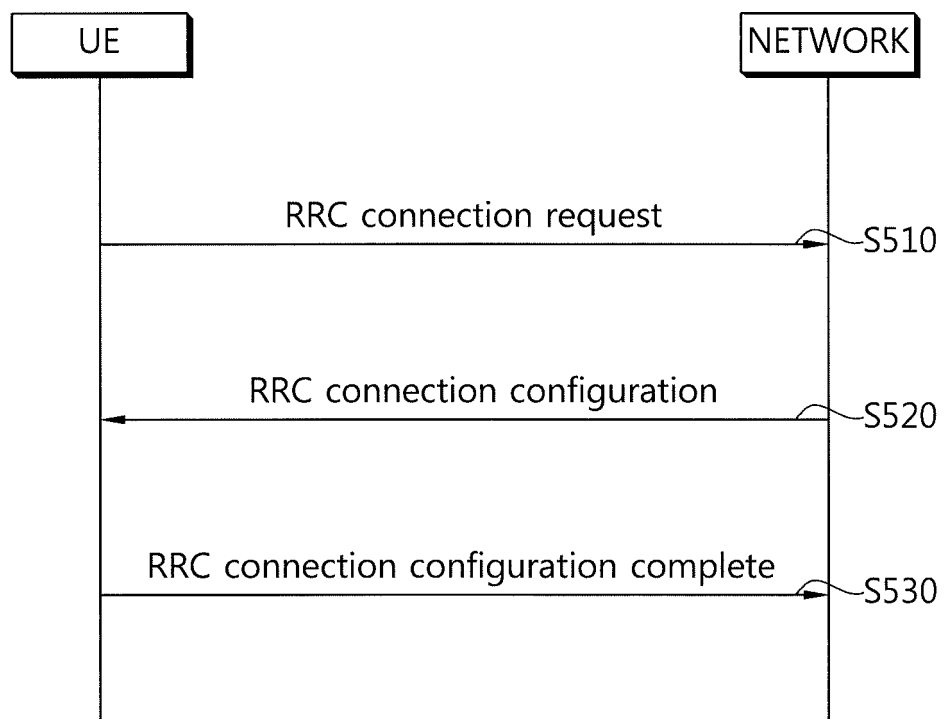 UE
NETWORK
RRC connection request
S510
RRC connection configuration
S520
RRC connection configuration complete
S530